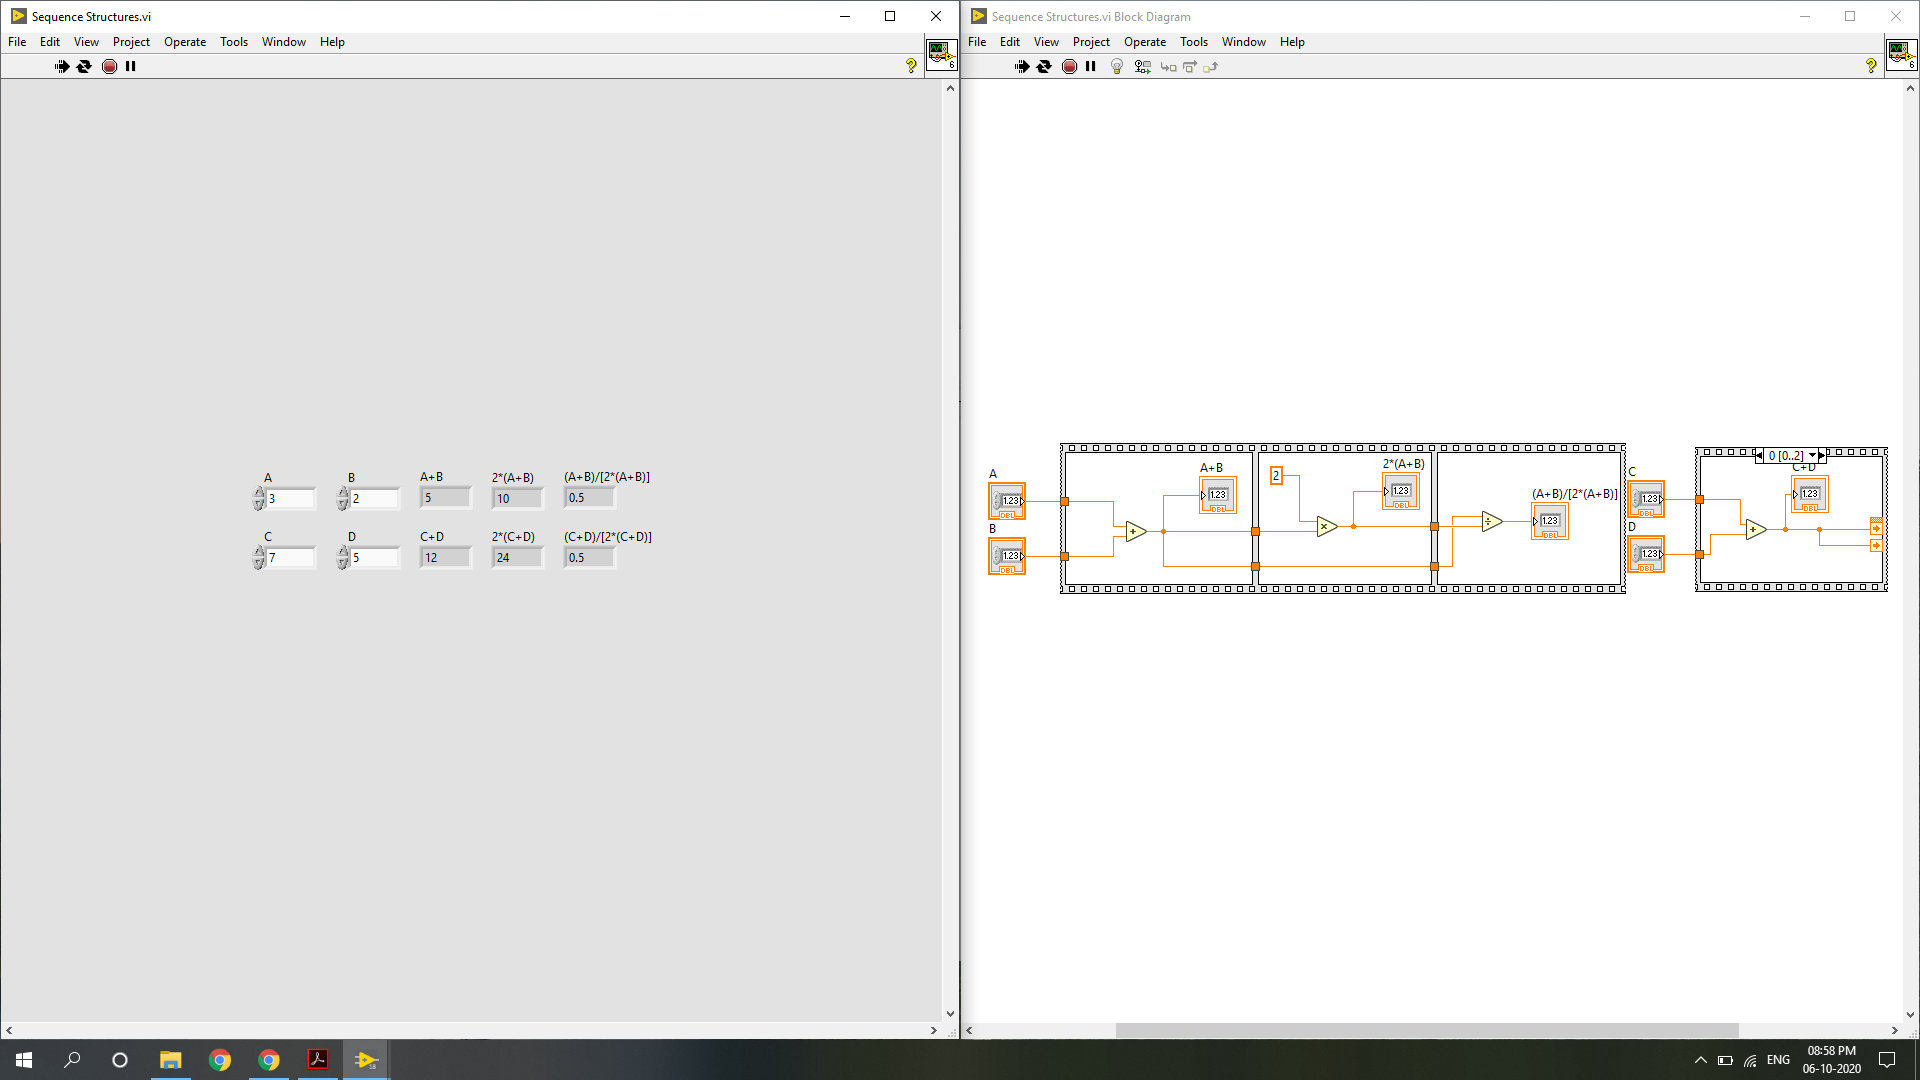 Sequence Structures.vi
File Edit View Project Operate Tools Window Help
?
6
A B A+B 2*(A+B) (A+B)/[2*(A+B)]
3 2 5 10 0.5
C D C+D 2*(C+D) (C+D)/[2*(C+D)]
7 5 12 24 0.5
Sequence Structures.vi Block Diagram
File Edit View Project Operate Tools Window Help
?
6
A
1.23
DBL
B
1.23
DBL
+
A+B
1.23
DBL
2
×
2*(A+B)
1.23
DBL
÷
(A+B)/[2*(A+B)]
1.23
DBL
C
1.23
DBL
D
1.23
DBL
0 [0..2]
C+D
1.23
DBL
+
18
ENG
08:58 PM
06-10-2020